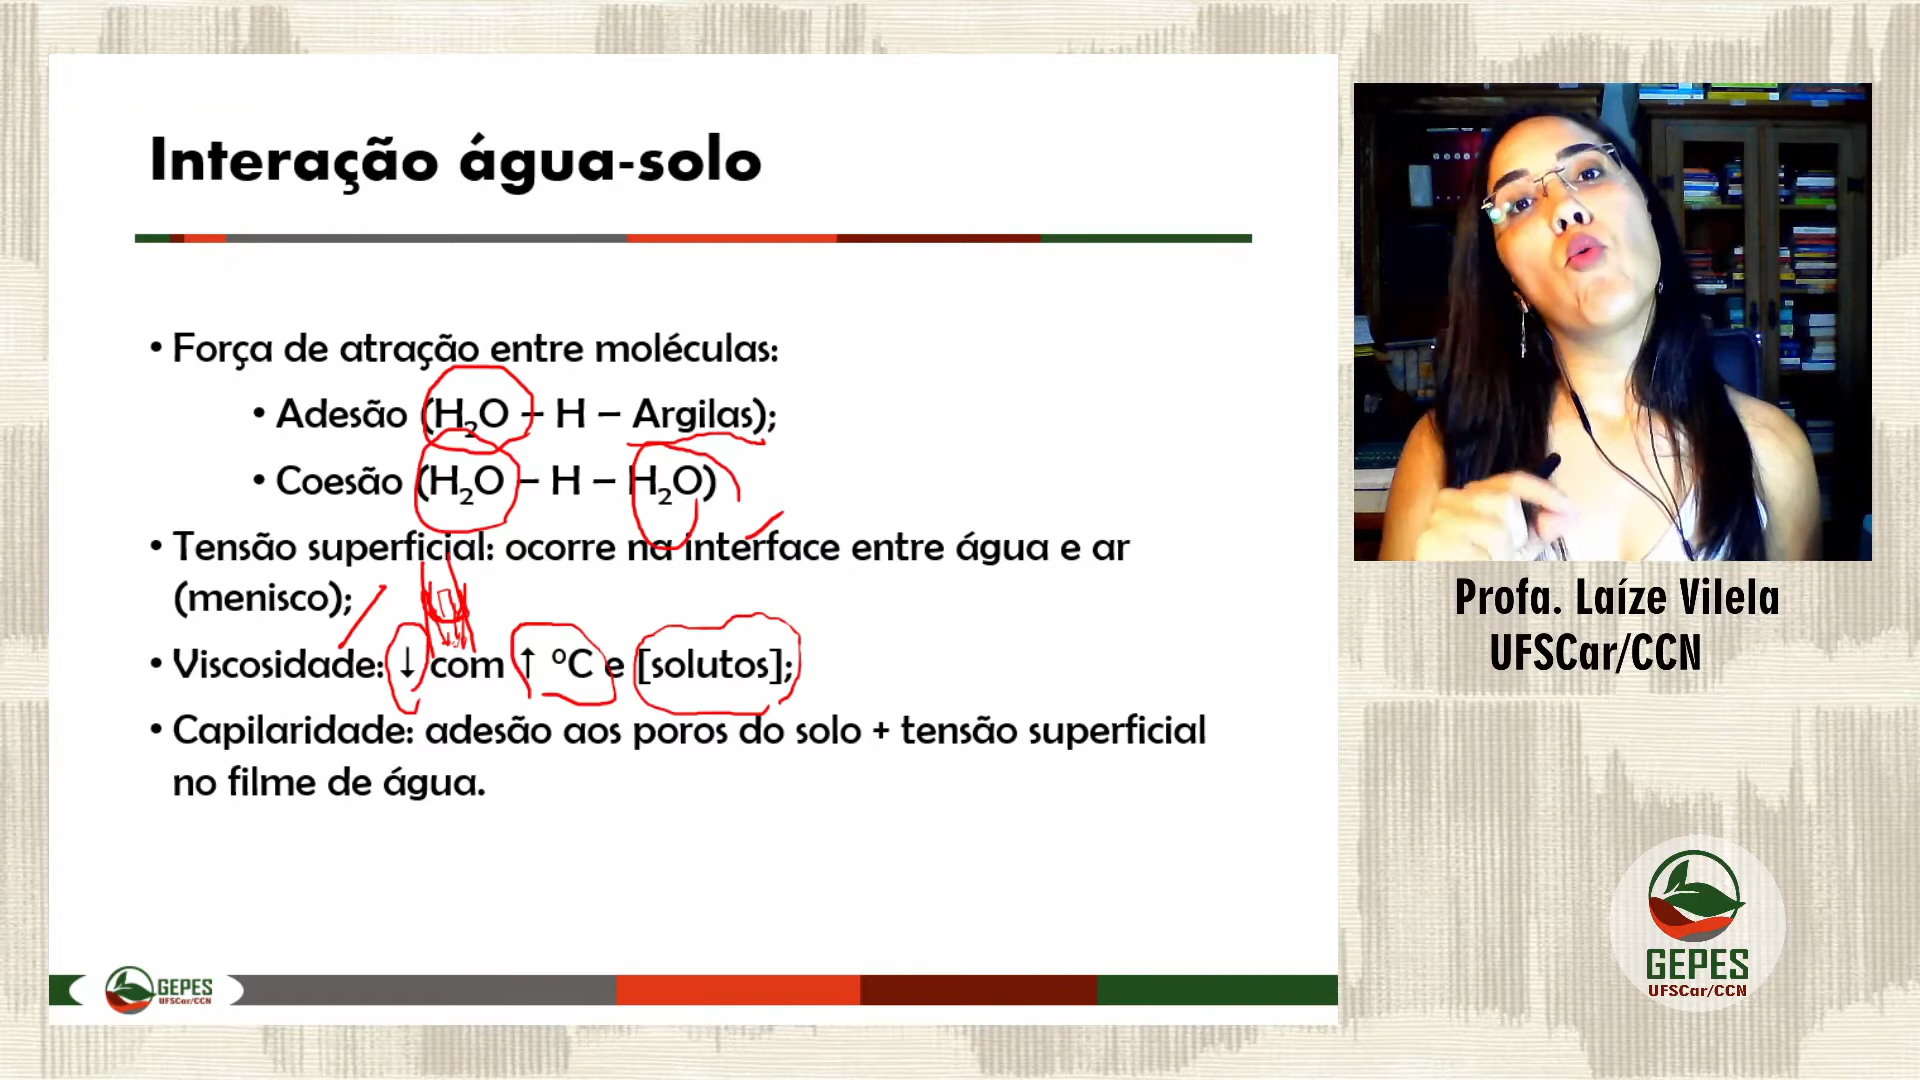 Interação água-solo
• Força de atração entre moléculas:
• Adesão (H₂O – H – Argilas);
• Coesão (H₂O – H – H₂O)
• Tensão superficial: ocorre na interface entre água e ar
(menisco);
• Viscosidade: ↓ com ↑ ºC e [solutos];
• Capilaridade: adesão aos poros do solo + tensão superficial
no filme de água.
GEPES
UFSCar/CCN
Profa. Laíze Vilela
UFSCar/CCN
GEPES
UFSCar/CCN